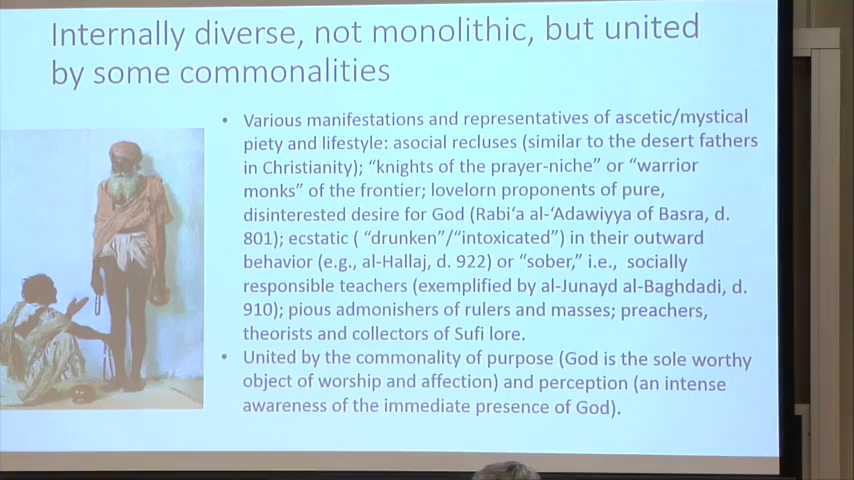 Internally diverse, not monolithic, but united
by some commonalities
• Various manifestations and representatives of ascetic/mystical
piety and lifestyle: asocial recluses (similar to the desert fathers
in Christianity); “knights of the prayer-niche” or “warrior
monks” of the frontier; lovelorn proponents of pure,
disinterested desire for God (Rabi‘a al-‘Adawiyya of Basra, d.
801); ecstatic ( “drunken”/“intoxicated”) in their outward
behavior (e.g., al-Hallaj, d. 922) or “sober,” i.e., socially
responsible teachers (exemplified by al-Junayd al-Baghdadi, d.
910); pious admonishers of rulers and masses; preachers,
theorists and collectors of Sufi lore.
• United by the commonality of purpose (God is the sole worthy
object of worship and affection) and perception (an intense
awareness of the immediate presence of God).